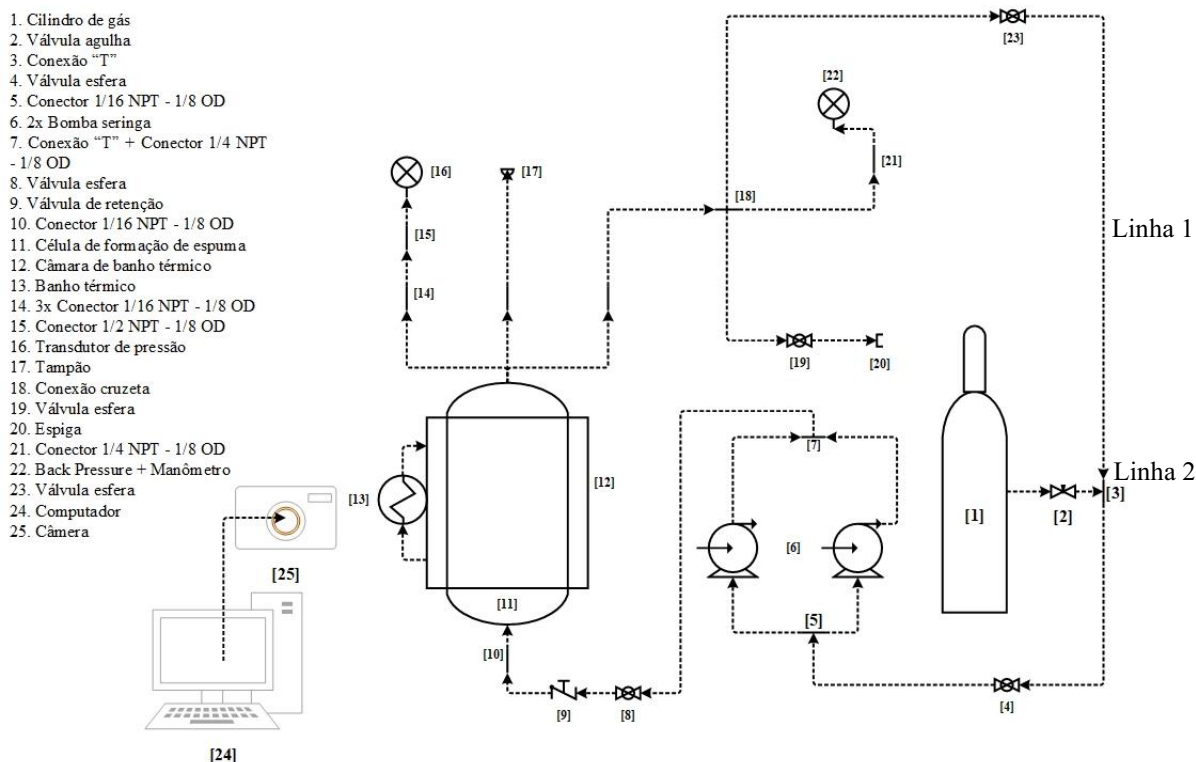 1. Cilindro de gás
2. Válvula agulha
3. Conexão “T”
4. Válvula esfera
5. Conector 1/16 NPT - 1/8 OD
6. 2x Bomba seringa
7. Conexão “T” + Conector 1/4 NPT
- 1/8 OD
8. Válvula esfera
9. Válvula de retenção
10. Conector 1/16 NPT - 1/8 OD
11. Célula de formação de espuma
12. Câmara de banho térmico
13. Banho térmico
14. 3x Conector 1/16 NPT - 1/8 OD
15. Conector 1/2 NPT - 1/8 OD
16. Transdutor de pressão
17. Tampão
18. Conexão cruzeta
19. Válvula esfera
20. Espiga
21. Conector 1/4 NPT - 1/8 OD
22. Back Pressure + Manômetro
23. Válvula esfera
24. Computador
25. Câmera
[23]
[22]
[16]
[17]
[21]
[18]
Linha 1
[15]
[14]
[19]
[20]
[7]
Linha 2
[13]
[12]
[3]
[1]
[2]
[6]
[25]
[11]
[5]
[10]
[9]
[8]
[4]
[24]